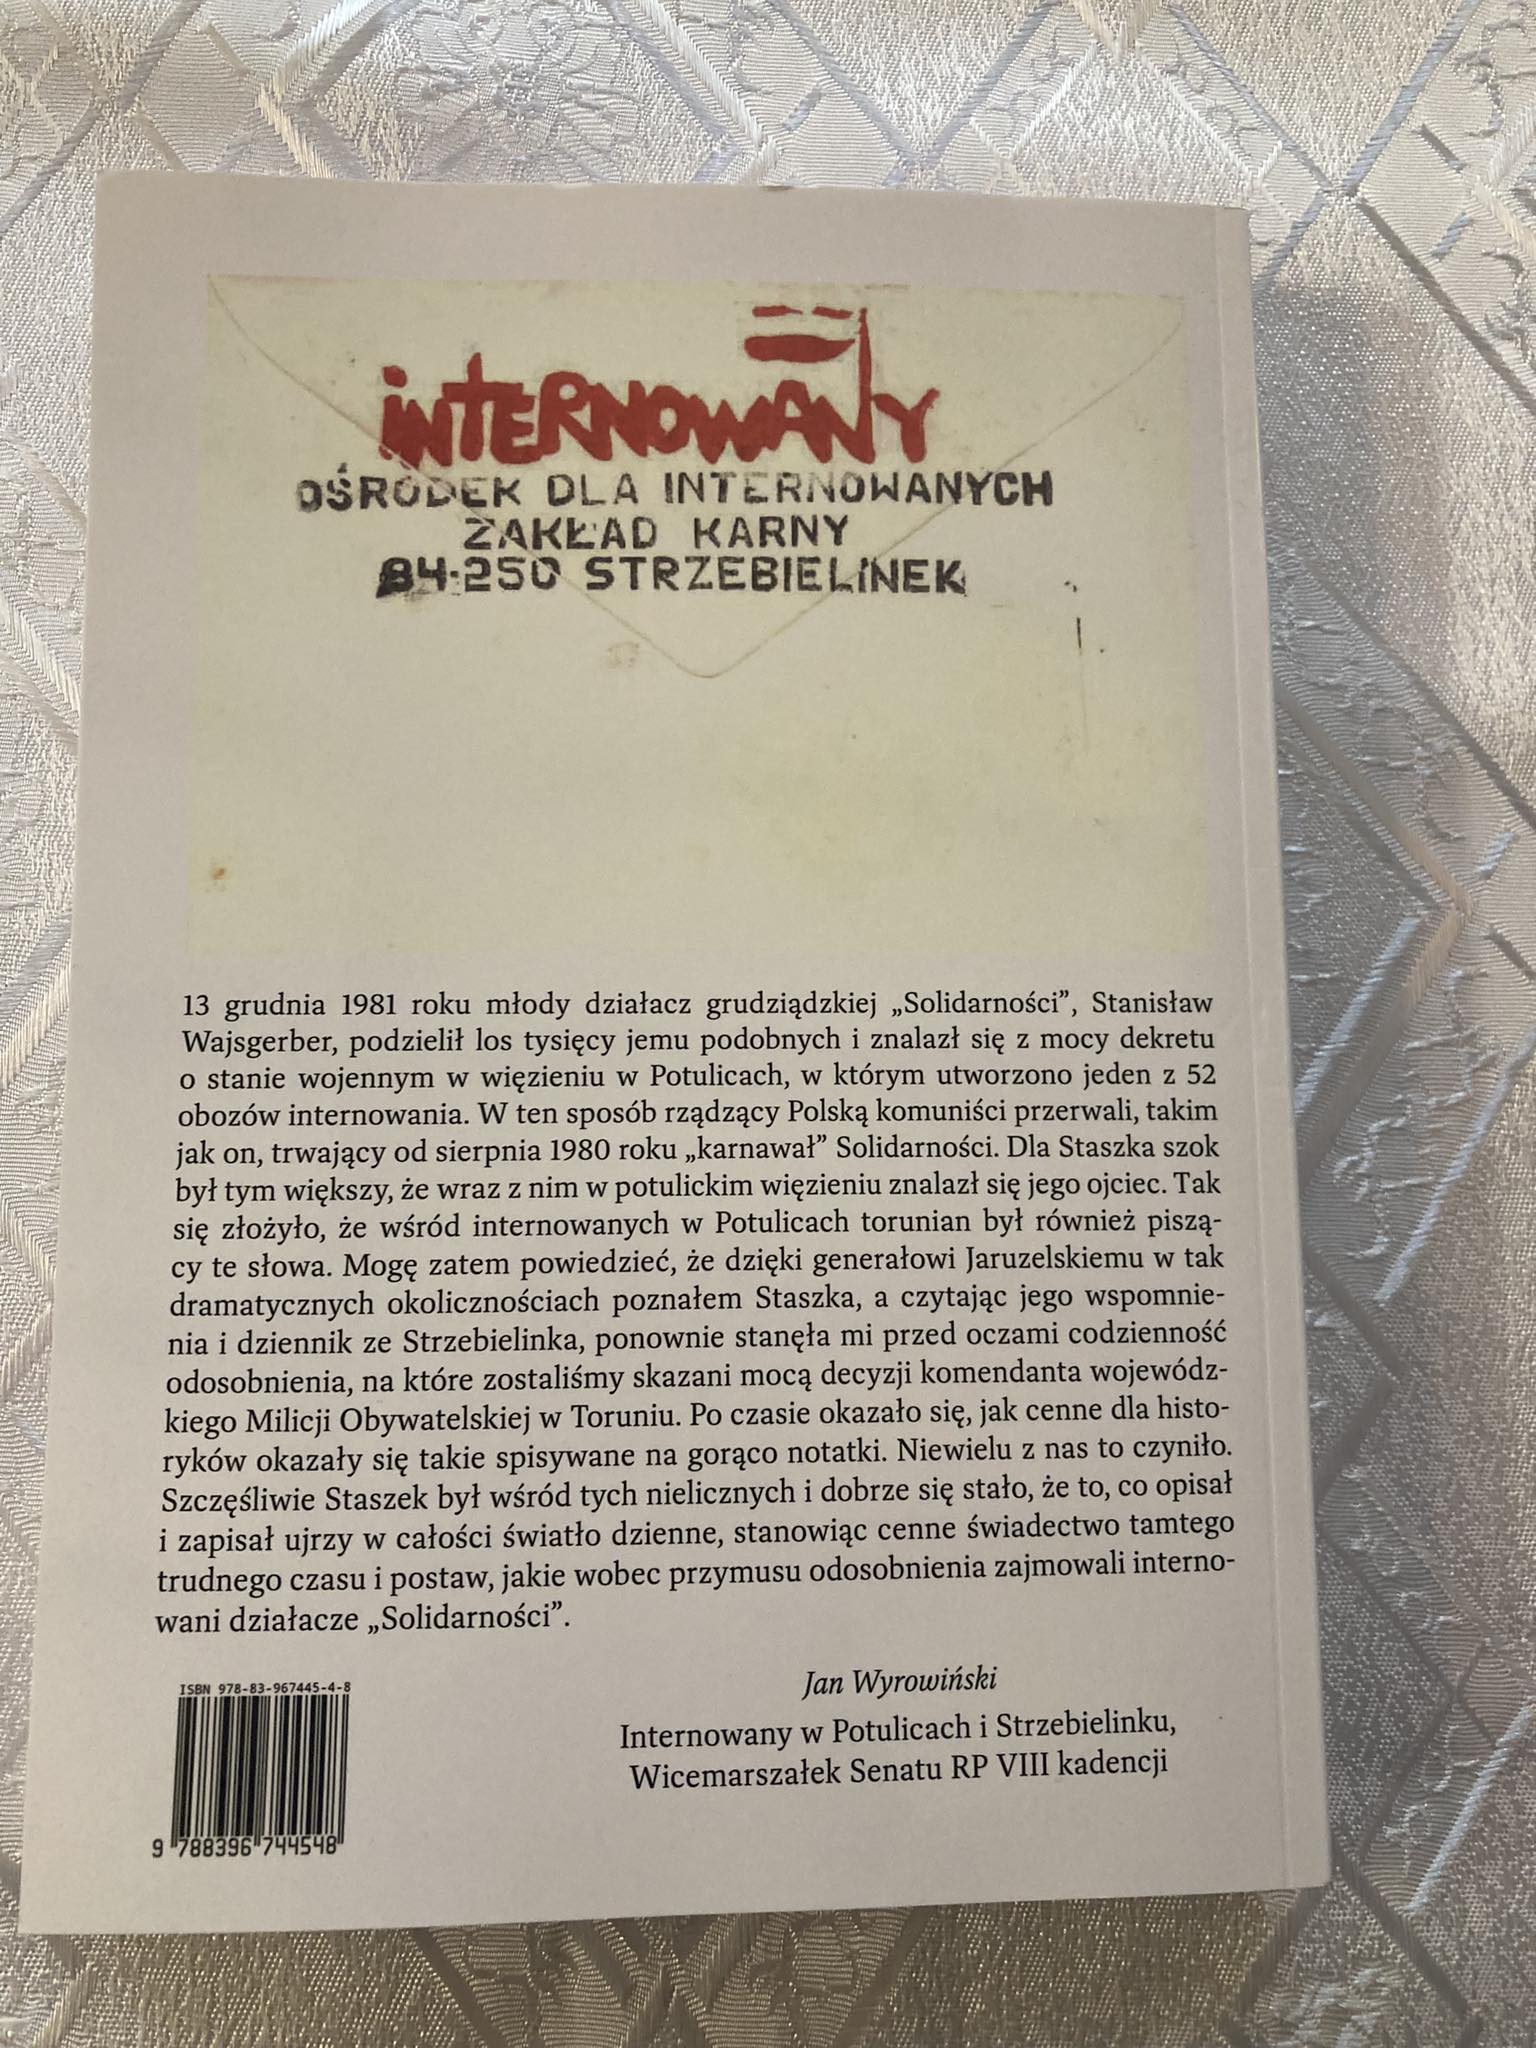 INTERNOWANY
OŚRODEK DLA INTERNOWANYCH
ZAKŁAD KARNY
84-250 STRZEBIELINEK
13 grudnia 1981 roku młody działacz grudziądzkiej „Solidarności”, Stanisław
Wajsgerber, podzielił los tysięcy jemu podobnych i znalazł się z mocy dekretu
o stanie wojennym w więzieniu w Potulicach, w którym utworzono jeden z 52
obozów internowania. W ten sposób rządzący Polską komuniści przerwali, takim
jak on, trwający od sierpnia 1980 roku „karnawał” Solidarności. Dla Staszka szok
był tym większy, że wraz z nim w potulickim więzieniu znalazł się jego ojciec. Tak
się złożyło, że wśród internowanych w Potulicach torunian był również piszą-
cy te słowa. Mogę zatem powiedzieć, że dzięki generałowi Jaruzelskiemu w tak
dramatycznych okolicznościach poznałem Staszka, a czytając jego wspomnie-
nia i dziennik ze Strzebielinka, ponownie stanęła mi przed oczami codzienność
odosobnienia, na które zostaliśmy skazani mocą decyzji komendanta wojewódz-
kiego Milicji Obywatelskiej w Toruniu. Po czasie okazało się, jak cenne dla histo-
ryków okazały się takie spisywane na gorąco notatki. Niewielu z nas to czyniło.
Szczęśliwie Staszek był wśród tych nielicznych i dobrze się stało, że to, co opisał
i zapisał ujrzy w całości światło dzienne, stanowiąc cenne świadectwo tamtego
trudnego czasu i postaw, jakie wobec przymusu odosobnienia zajmowali interno-
wani działacze „Solidarności”.
Jan Wyrowiński
Internowany w Potulicach i Strzebielinku,
Wicemarszałek Senatu RP VIII kadencji
ISBN 978-83-967445-4-8
9 788396 744548